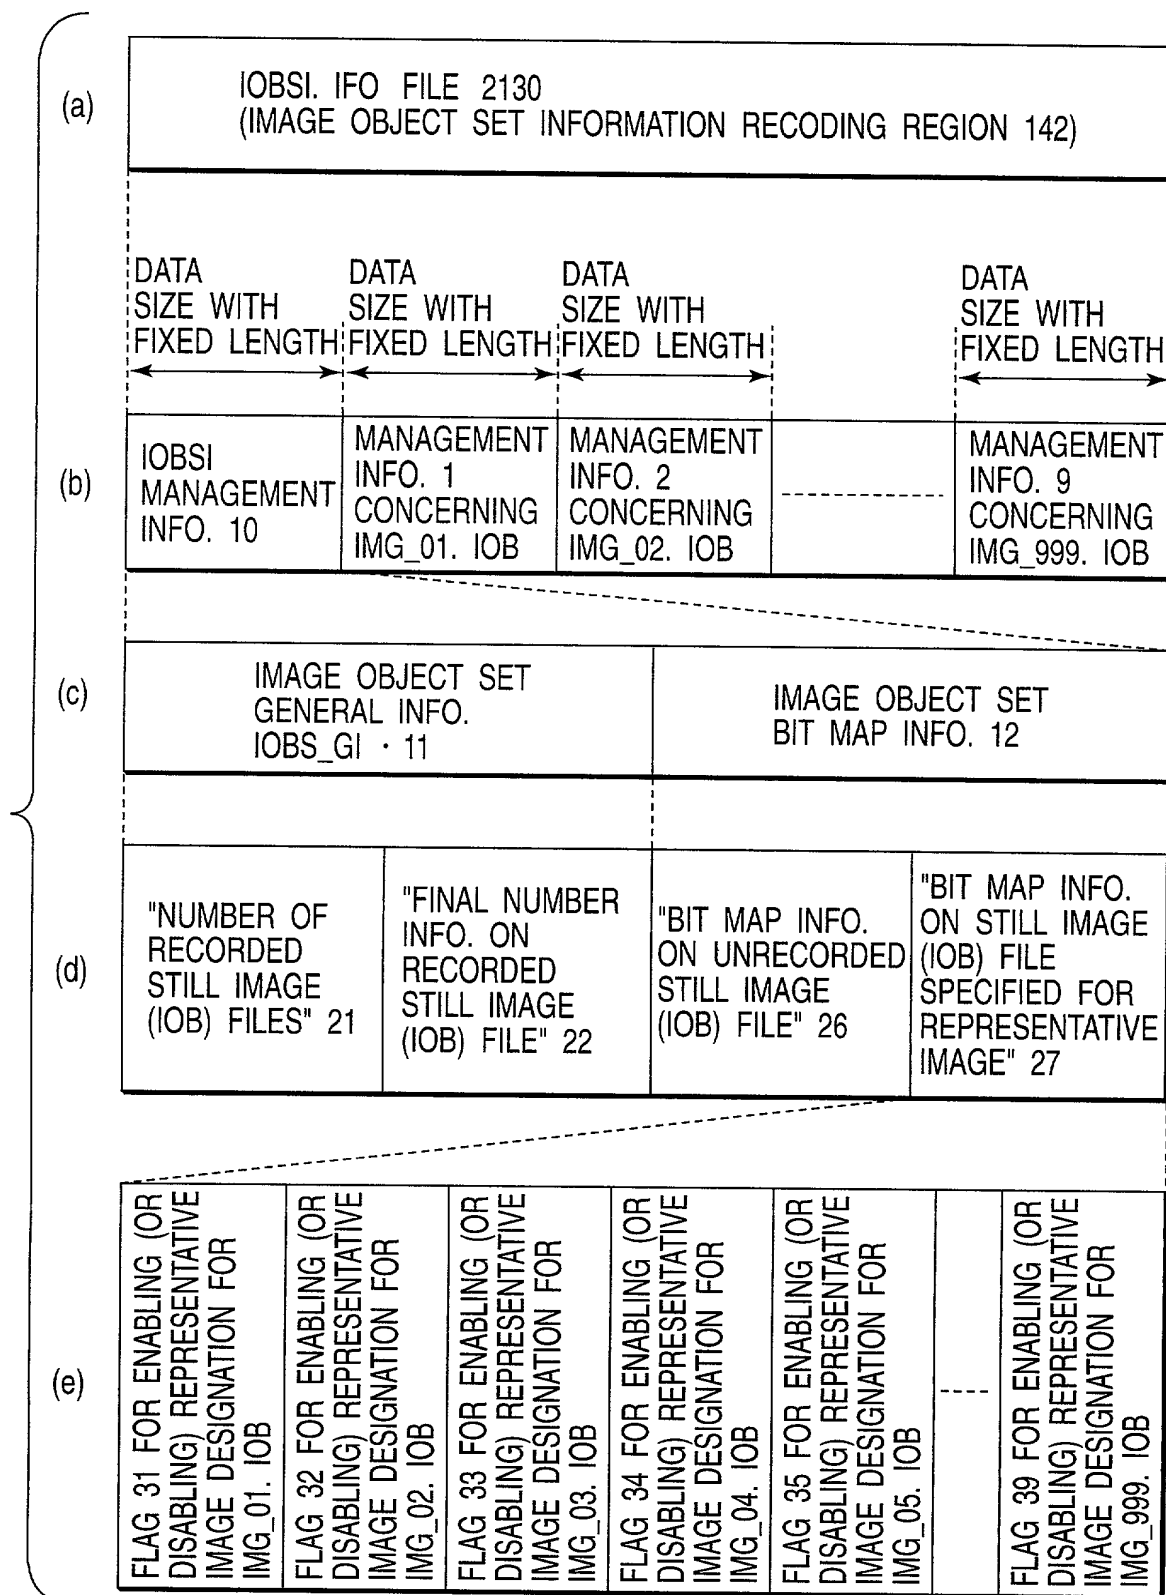 (a)
IOBSI. IFO FILE 2130
(IMAGE OBJECT SET INFORMATION RECODING REGION 142)
DATA
SIZE WITH
FIXED LENGTH
DATA
SIZE WITH
FIXED LENGTH
DATA
SIZE WITH
FIXED LENGTH
DATA
SIZE WITH
FIXED LENGTH
(b)
IOBSI
MANAGEMENT
INFO. 10
MANAGEMENT
INFO. 1
CONCERNING
IMG_01. IOB
MANAGEMENT
INFO. 2
CONCERNING
IMG_02. IOB
MANAGEMENT
INFO. 9
CONCERNING
IMG_999. IOB
(c)
IMAGE OBJECT SET
GENERAL INFO.
IOBS_GI · 11
IMAGE OBJECT SET
BIT MAP INFO. 12
(d)
"NUMBER OF
RECORDED
STILL IMAGE
(IOB) FILES" 21
"FINAL NUMBER
INFO. ON
RECORDED
STILL IMAGE
(IOB) FILE" 22
"BIT MAP INFO.
ON UNRECORDED
STILL IMAGE
(IOB) FILE" 26
"BIT MAP INFO.
ON STILL IMAGE
(IOB) FILE
SPECIFIED FOR
REPRESENTATIVE
IMAGE" 27
(e)
FLAG 31 FOR ENABLING (OR
DISABLING) REPRESENTATIVE
IMAGE DESIGNATION FOR
IMG_01. IOB
FLAG 32 FOR ENABLING (OR
DISABLING) REPRESENTATIVE
IMAGE DESIGNATION FOR
IMG_02. IOB
FLAG 33 FOR ENABLING (OR
DISABLING) REPRESENTATIVE
IMAGE DESIGNATION FOR
IMG_03. IOB
FLAG 34 FOR ENABLING (OR
DISABLING) REPRESENTATIVE
IMAGE DESIGNATION FOR
IMG_04. IOB
FLAG 35 FOR ENABLING (OR
DISABLING) REPRESENTATIVE
IMAGE DESIGNATION FOR
IMG_05. IOB
FLAG 39 FOR ENABLING (OR
DISABLING) REPRESENTATIVE
IMAGE DESIGNATION FOR
IMG_999. IOB